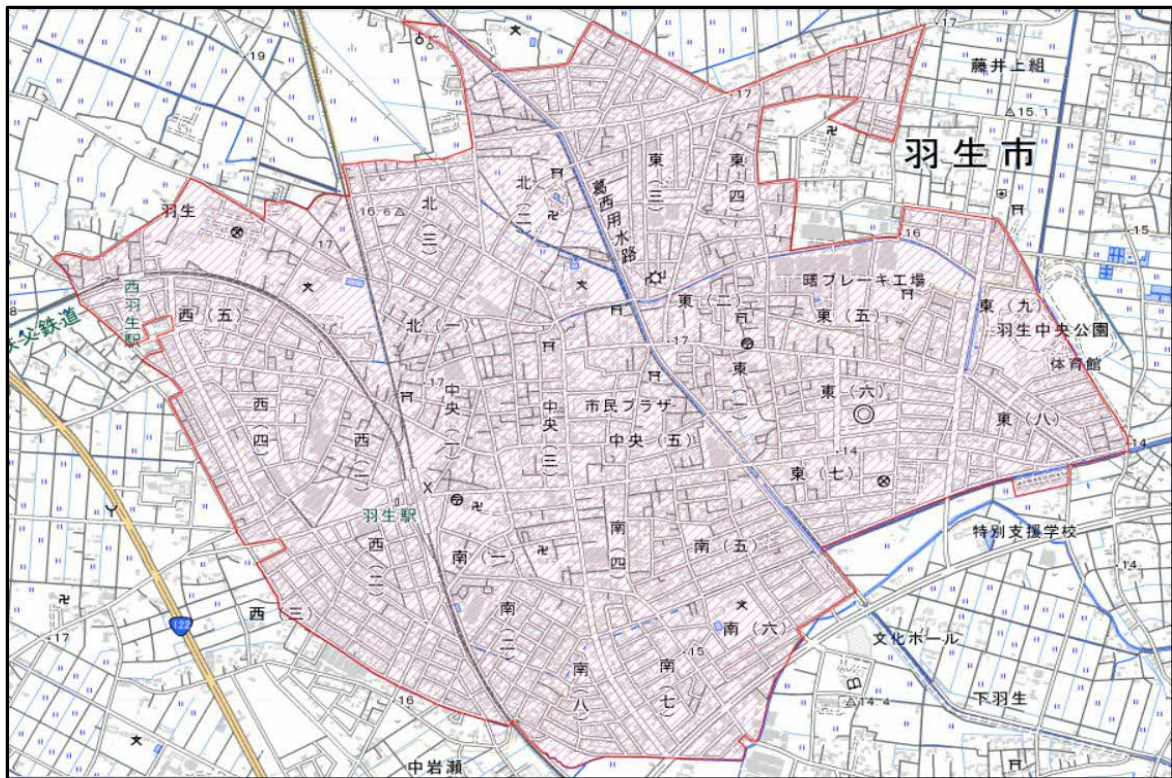 17
19
藤井上組
15.1
羽生市
東(三)
東(四)
葛西用水路
北(二)
北(三)
16.6
羽生
17
15
16
曙ブレーキ工場
東(九)
羽生中央公園
体育館
西羽生駅
秩父鉄道
西(五)
北(一)
東(二)
東(五)
17
17
東(一)
東(六)
市民プラザ
中央(五)
中央(三)
中央(一)
西(四)
西(一)
東(八)
14
14
東(七)
羽生駅
西(二)
南(一)
南(四)
南(五)
特別支援学校
14
122
17
西(三)
南(二)
南(六)
文化ホール
15
南(七)
南(八)
16
14.4
下羽生
中岩瀬